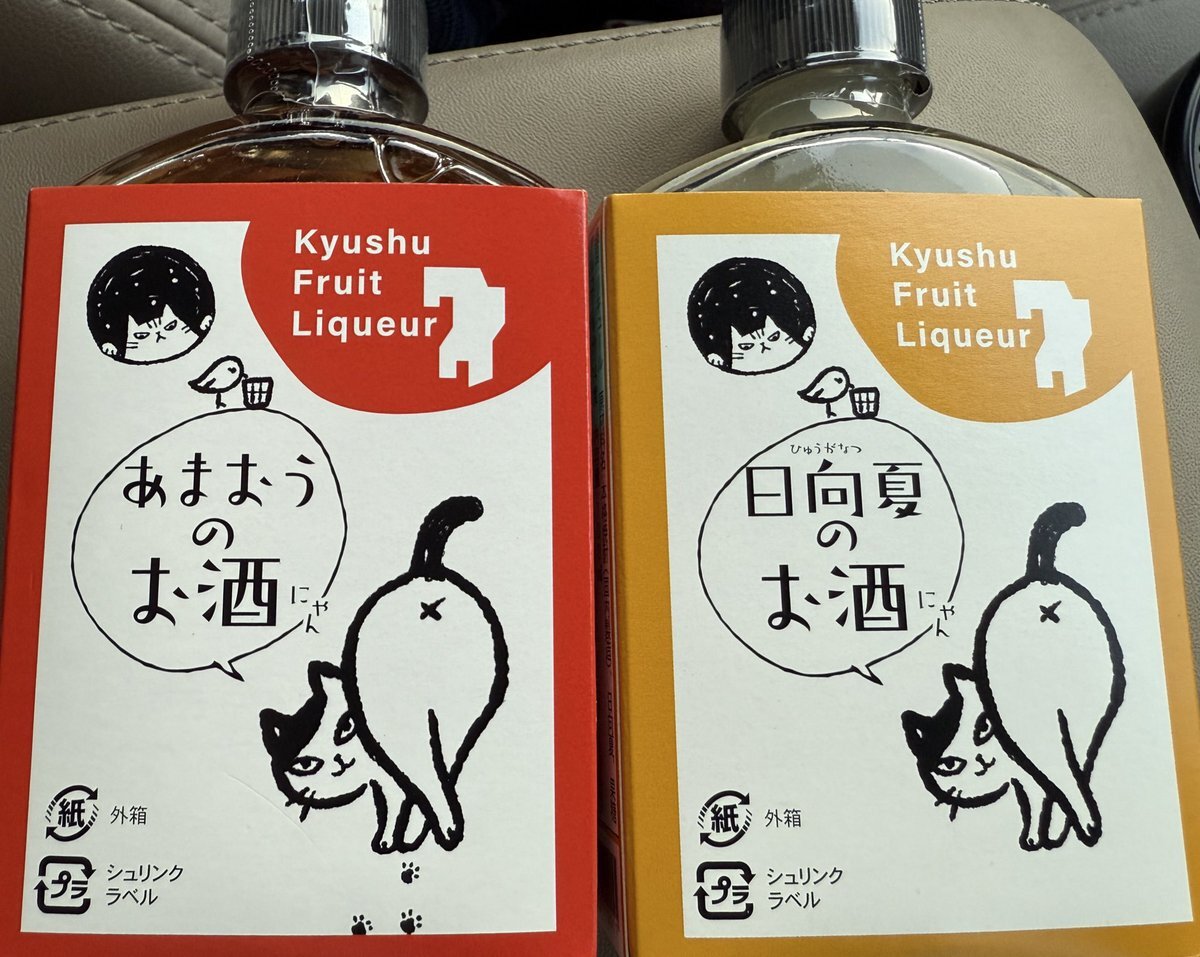 Kyushu
Fruit
Liqueur
あまおう
の
お酒にゃん
紙 外箱
プラ シュリンク
ラベル
Kyushu
Fruit
Liqueur
ひゅうがなつ
日向夏
の
お酒にゃん
紙 外箱
プラ シュリンク
ラベル